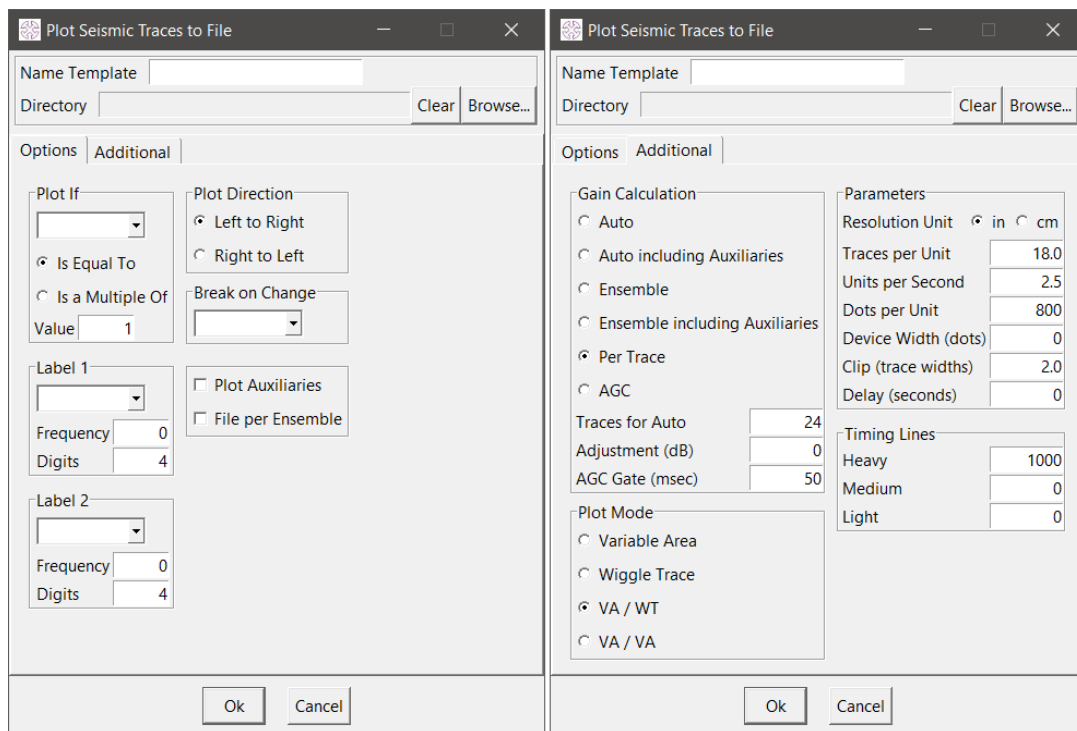 Plot Seismic Traces to File
Name Template
Directory Clear Browse...
Options Additional
Plot If
Is Equal To
Is a Multiple Of
Value 1
Label 1
Frequency 0
Digits 4
Label 2
Frequency 0
Digits 4
Plot Direction
Left to Right
Right to Left
Break on Change
Plot Auxiliaries
File per Ensemble
Ok Cancel
Plot Seismic Traces to File
Name Template
Directory Clear Browse...
Options Additional
Gain Calculation
Auto
Auto including Auxiliaries
Ensemble
Ensemble including Auxiliaries
Per Trace
AGC
Traces for Auto 24
Adjustment (dB) 0
AGC Gate (msec) 50
Plot Mode
Variable Area
Wiggle Trace
VA / WT
VA / VA
Parameters
Resolution Unit in cm
Traces per Unit 18.0
Units per Second 2.5
Dots per Unit 800
Device Width (dots) 0
Clip (trace widths) 2.0
Delay (seconds) 0
Timing Lines
Heavy 1000
Medium 0
Light 0
Ok Cancel